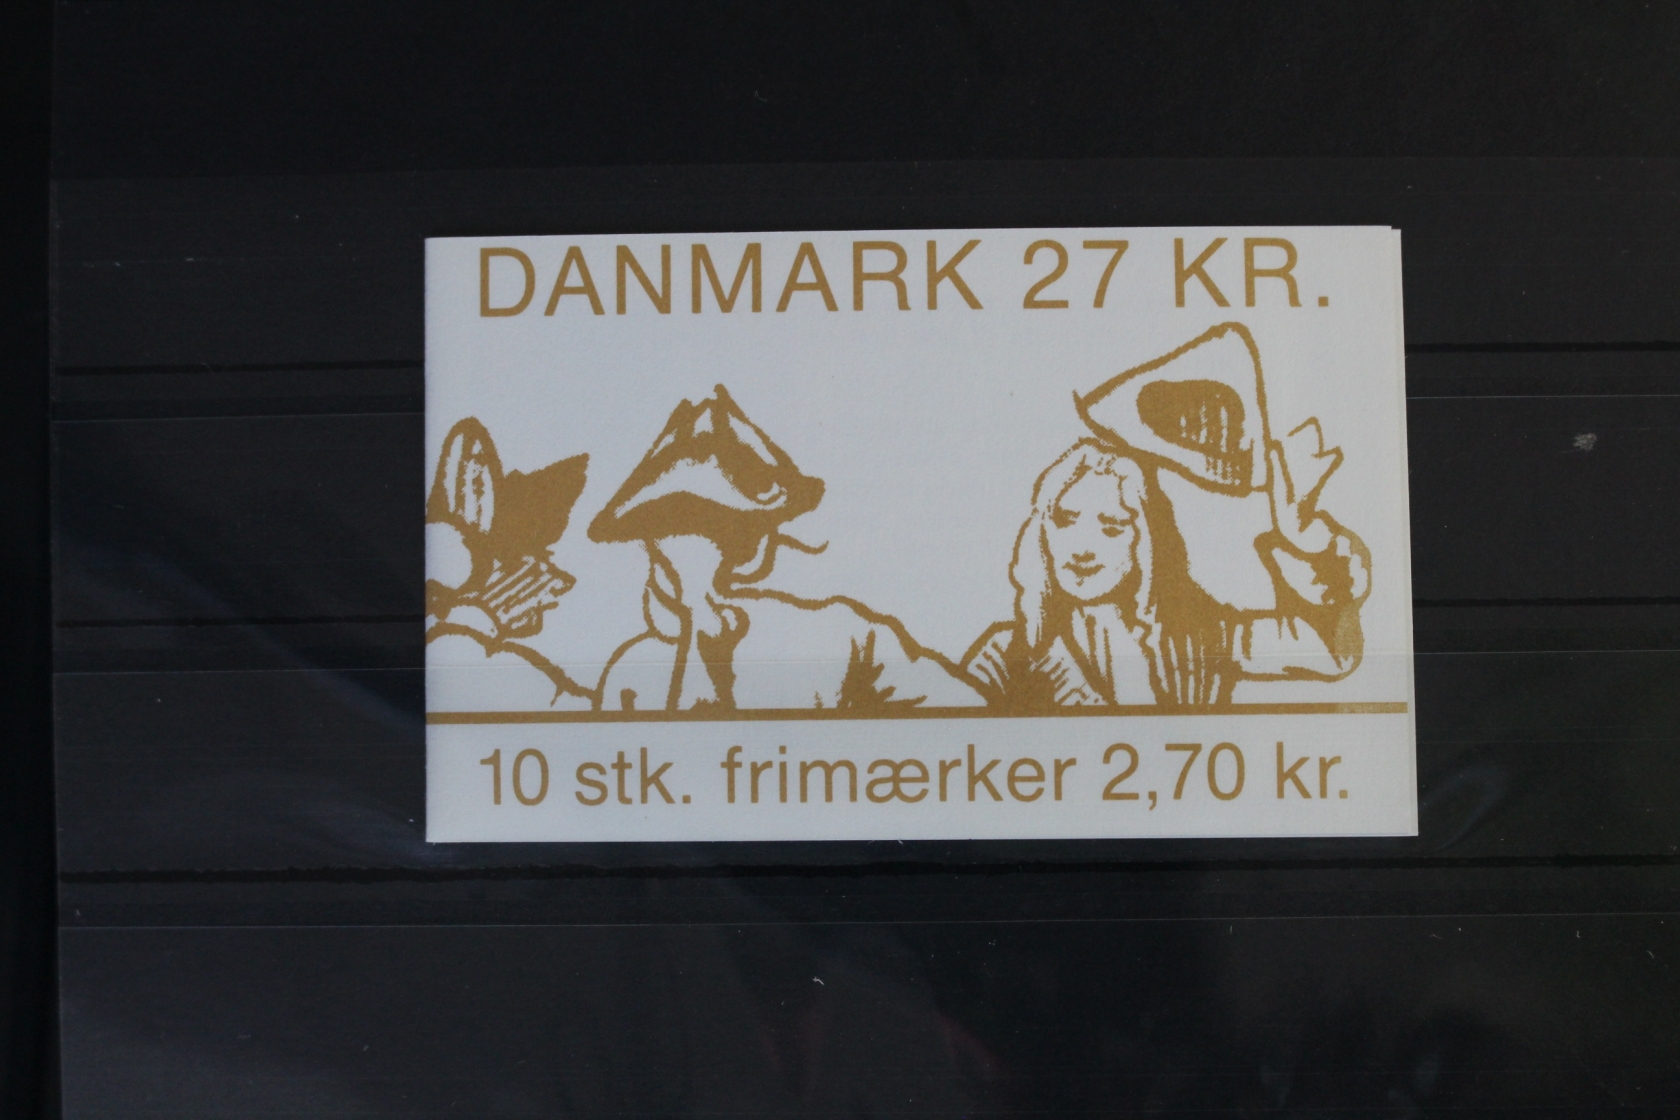 DANMARK 27 KR.
10 stk. frimærker 2,70 kr.